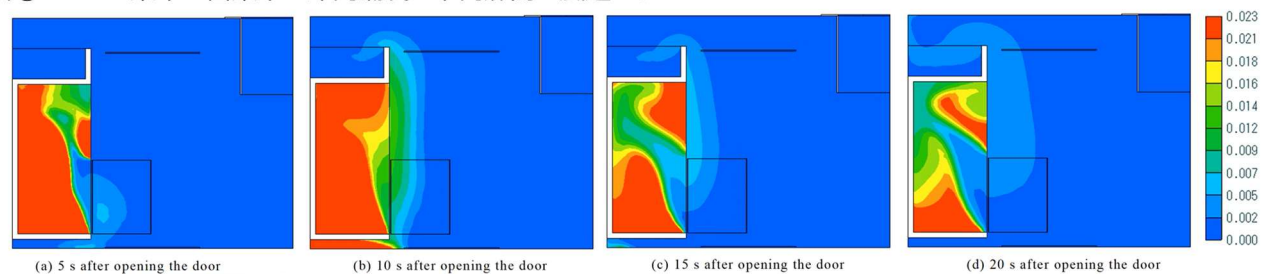 0.023
0.021
0.018
0.016
0.014
0.012
0.009
0.007
0.005
0.002
0.000
(a) 5 s after opening the door
(b) 10 s after opening the door
(c) 15 s after opening the door
(d) 20 s after opening the door